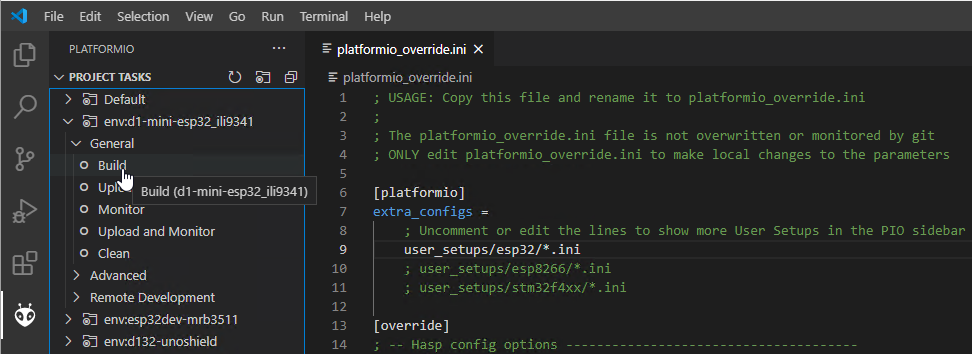 File Edit Selection View Go Run Terminal Help
PLATFORMIO
PROJECT TASKS
Default
env:d1-mini-esp32_ili9341
General
Build
Build (d1-mini-esp32_ili9341)
Monitor
Upload and Monitor
Clean
Advanced
Remote Development
env:esp32dev-mrb3511
env:d132-unoshield
platformio_override.ini
platformio_override.ini
1 ; USAGE: Copy this file and rename it to platformio_override.ini
2 ;
3 ; The platformio_override.ini file is not overwritten or monitored by git
4 ; ONLY edit platformio_override.ini to make local changes to the parameters
5
6 [platformio]
7 extra_configs =
8 ; Uncomment or edit the lines to show more User Setups in the PIO sidebar
9 user_setups/esp32/*.ini
10 ; user_setups/esp8266/*.ini
11 ; user_setups/stm32f4xx/*.ini
12
13 [override]
14 ; -- Hasp config options -------------------------------------